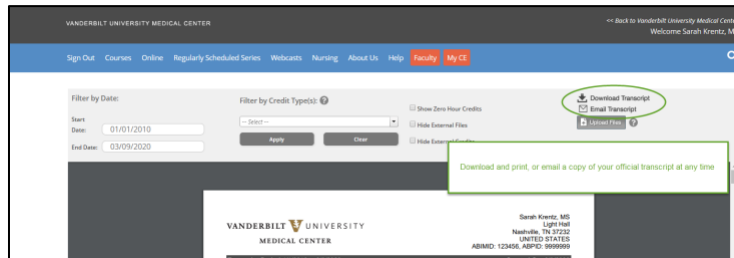 VANDERBILT UNIVERSITY MEDICAL CENTER
<< Back to Vanderbilt University Medical Cente
Welcome Sarah Krentz, M
Sign Out Courses Online Regularly Scheduled Series Webcasts Nursing About Us Help Faculty My CE
Filter by Date:
Start Date: 01/01/2010
End Date: 03/09/2020
Filter by Credit Type(s):
-- Select --
Apply Clear
Show Zero Hour Credits
Hide External Files
Hide External Credits
Download Transcript
Email Transcript
Upload Files
Download and print, or email a copy of your official transcript at any time
VANDERBILT UNIVERSITY
MEDICAL CENTER
Sarah Krentz, MS
Light Hall
Nashville, TN 37232
UNITED STATES
ABIMID: 123456, ABPID: 9999999